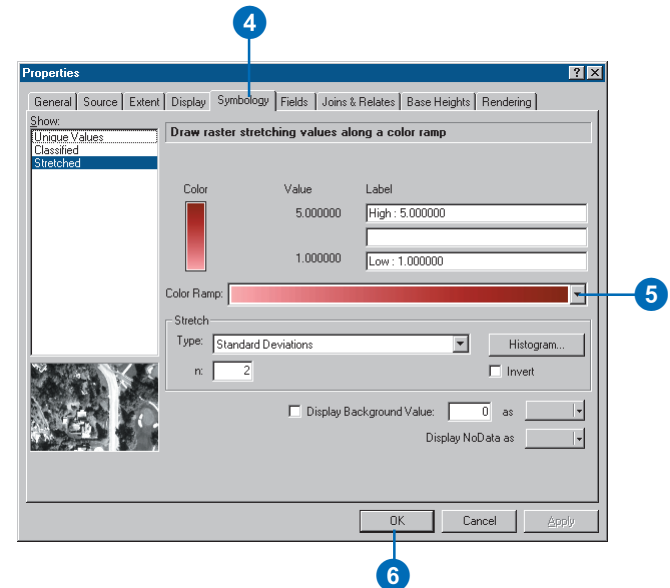 4
Properties
General Source Extent Display Symbology Fields Joins & Relates Base Heights Rendering
Show:
Unique Values
Classified
Stretched
Draw raster stretching values along a color ramp
Color Value Label
5.000000 High : 5.000000
1.000000 Low : 1.000000
Color Ramp:
5
Stretch
Type: Standard Deviations Histogram...
n: 2 Invert
Display Background Value: 0 as
Display NoData as
OK Cancel Apply
6